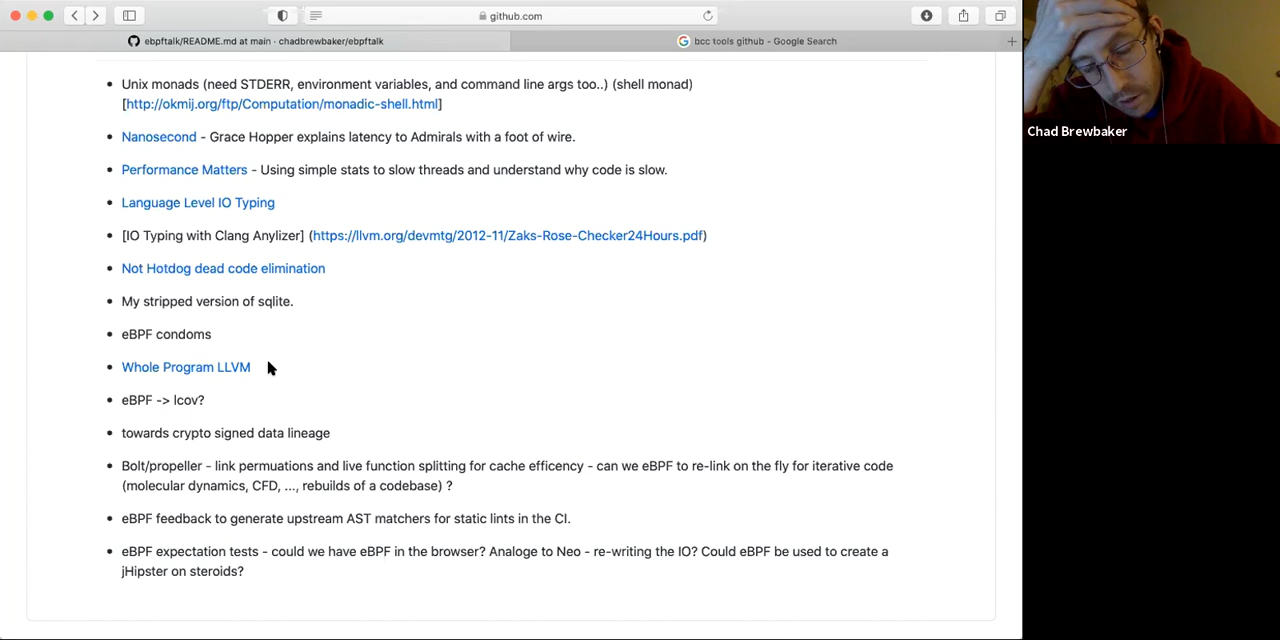 github.com
ebpftalk/README.md at main · chadbrewbaker/ebpftalk
bcc tools github - Google Search
Unix monads (need STDERR, environment variables, and command line args too..) (shell monad)
[http://okmij.org/ftp/Computation/monadic-shell.html]
Nanosecond - Grace Hopper explains latency to Admirals with a foot of wire.
Performance Matters - Using simple stats to slow threads and understand why code is slow.
Language Level IO Typing
[IO Typing with Clang Anylizer] (https://llvm.org/devmtg/2012-11/Zaks-Rose-Checker24Hours.pdf)
Not Hotdog dead code elimination
My stripped version of sqlite.
eBPF condoms
Whole Program LLVM
eBPF -> lcov?
towards crypto signed data lineage
Bolt/propeller - link permuations and live function splitting for cache efficency - can we eBPF to re-link on the fly for iterative code
(molecular dynamics, CFD, ..., rebuilds of a codebase) ?
eBPF feedback to generate upstream AST matchers for static lints in the CI.
eBPF expectation tests - could we have eBPF in the browser? Analoge to Neo - re-writing the IO? Could eBPF be used to create a
jHipster on steroids?
Chad Brewbaker